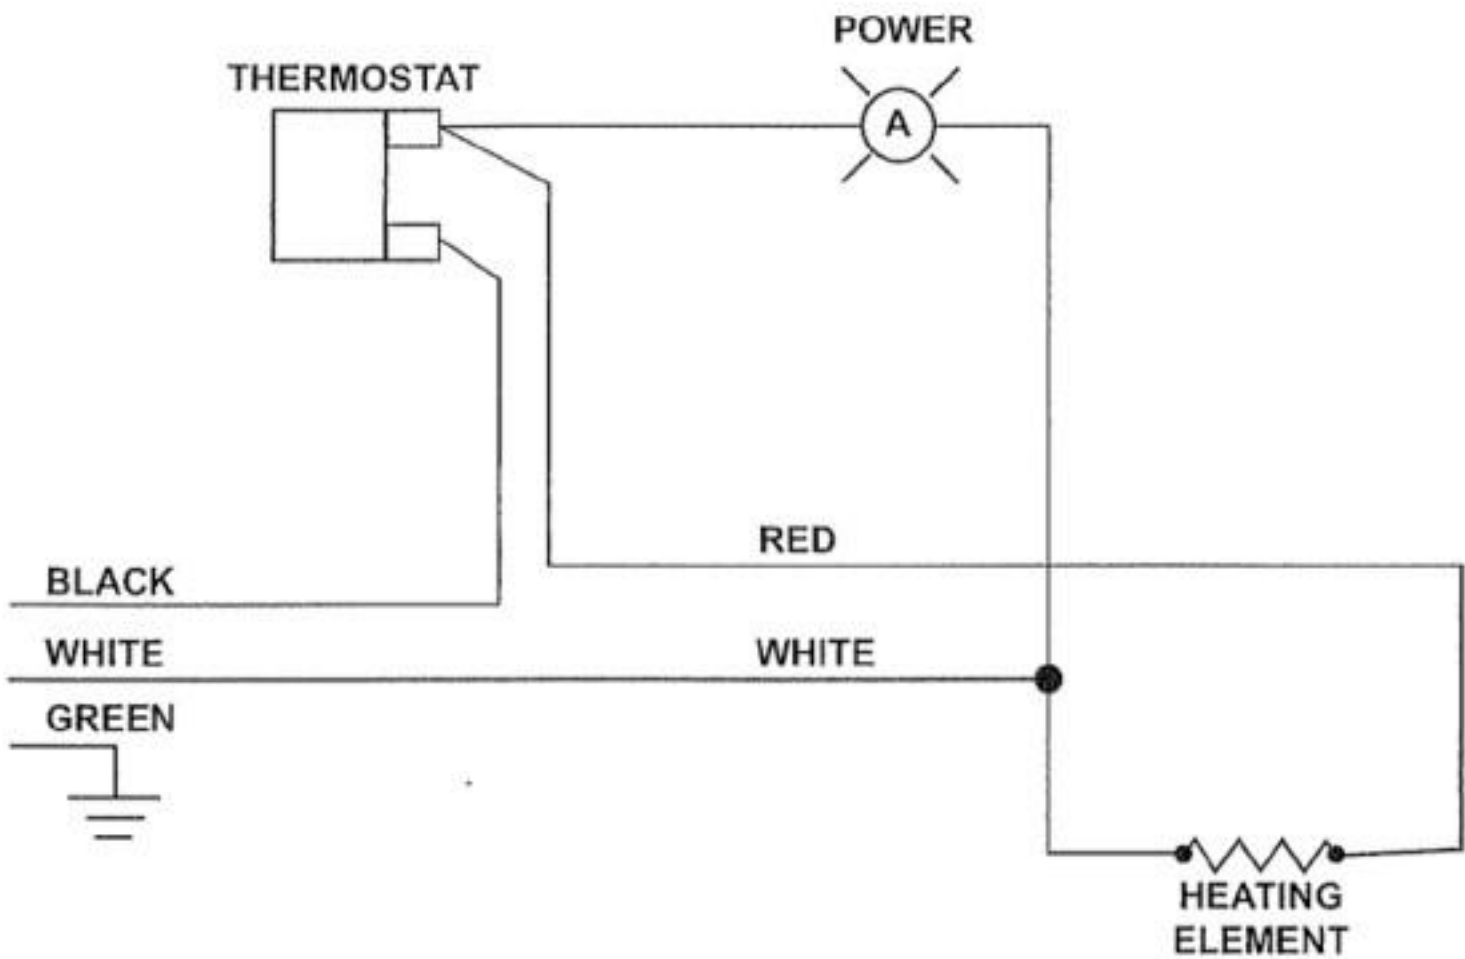 POWER
THERMOSTAT
A
RED
BLACK
WHITE
WHITE
GREEN
HEATING
ELEMENT